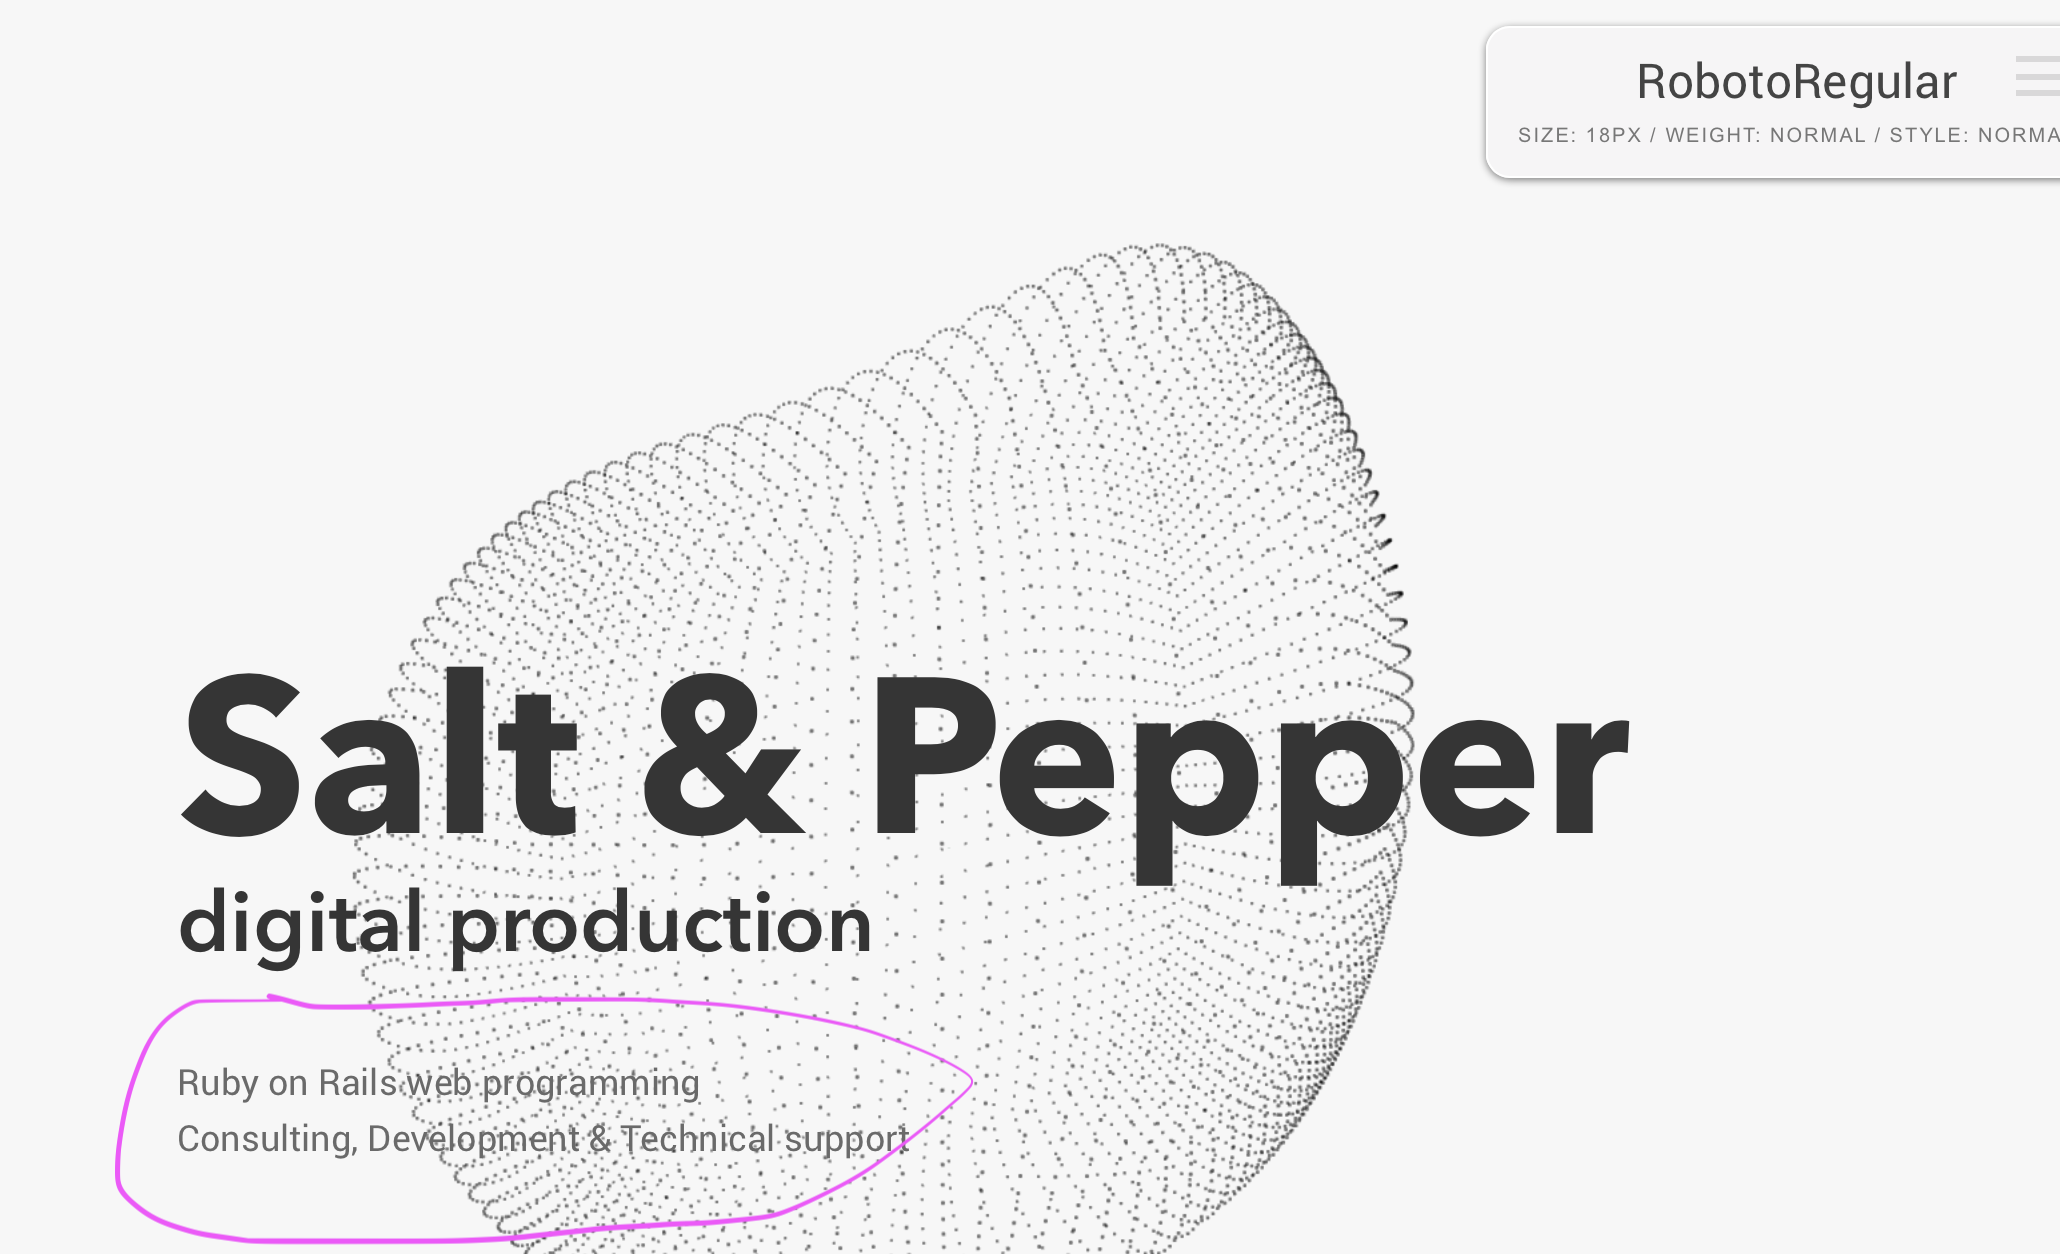 RobotoRegular
SIZE: 18PX / WEIGHT: NORMAL / STYLE: NORMA
Salt & Pepper
digital production
Ruby on Rails web programming
Consulting, Development & Technical support